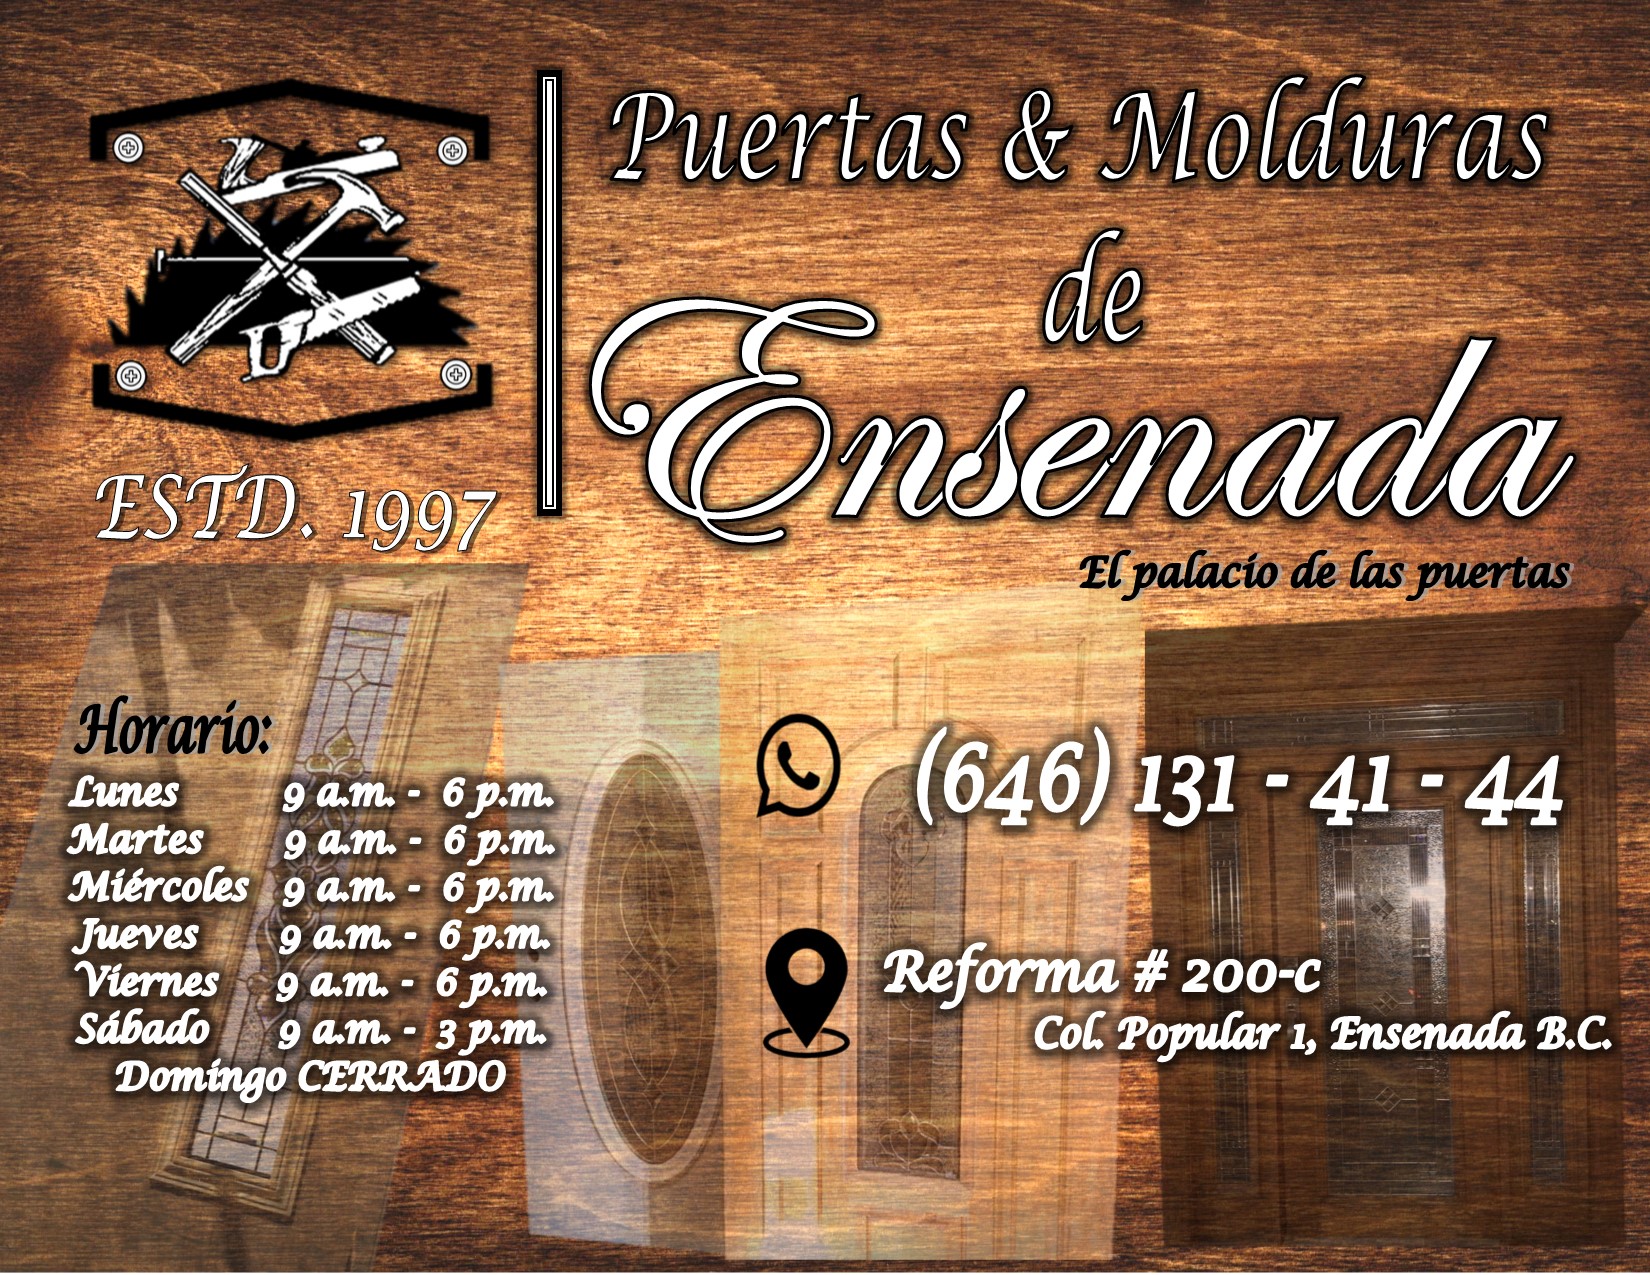 Puertas & Molduras
de
Ensenada
El palacio de las puertas
ESTD. 1997
Horario:
Lunes 9 a.m. - 6 p.m.
Martes 9 a.m. - 6 p.m.
Miércoles 9 a.m. - 6 p.m.
Jueves 9 a.m. - 6 p.m.
Viernes 9 a.m. - 6 p.m.
Sábado 9 a.m. - 3 p.m.
Domingo CERRADO
(646) 131 - 41 - 44
Reforma # 200-c
Col. Popular 1, Ensenada B.C.